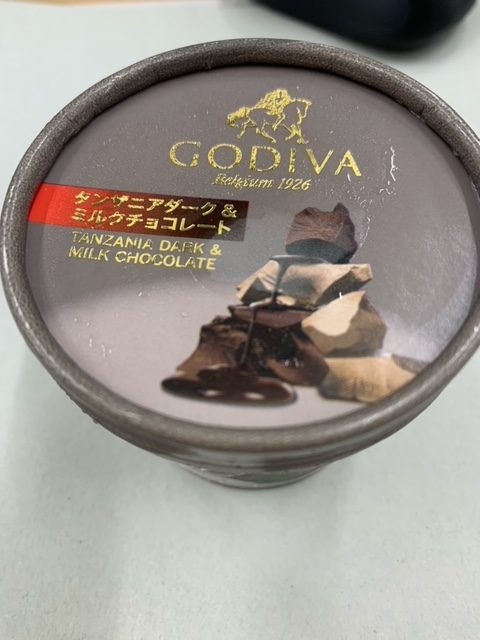 GODIVA
Belgium 1926
タンザニアダーク &
ミルクチョコレート
TANZANIA DARK &
MILK CHOCOLATE